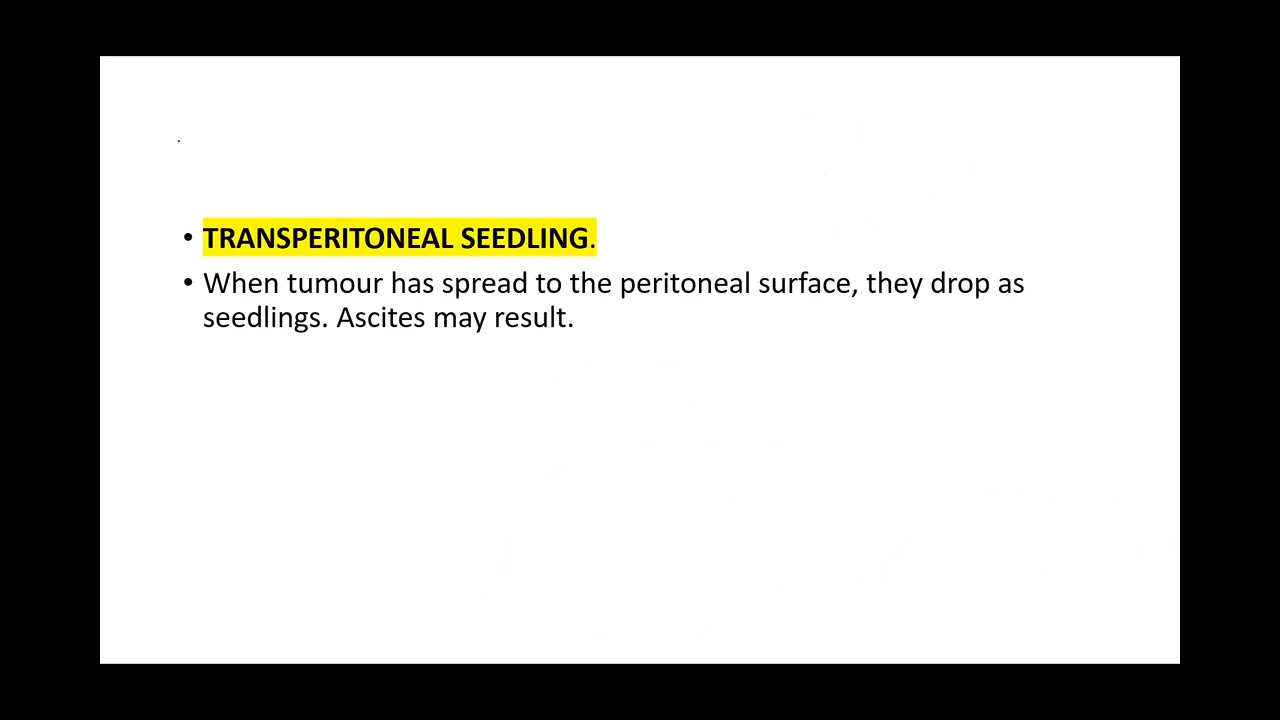 • TRANSPERITONEAL SEEDLING.
• When tumour has spread to the peritoneal surface, they drop as
seedlings. Ascites may result.